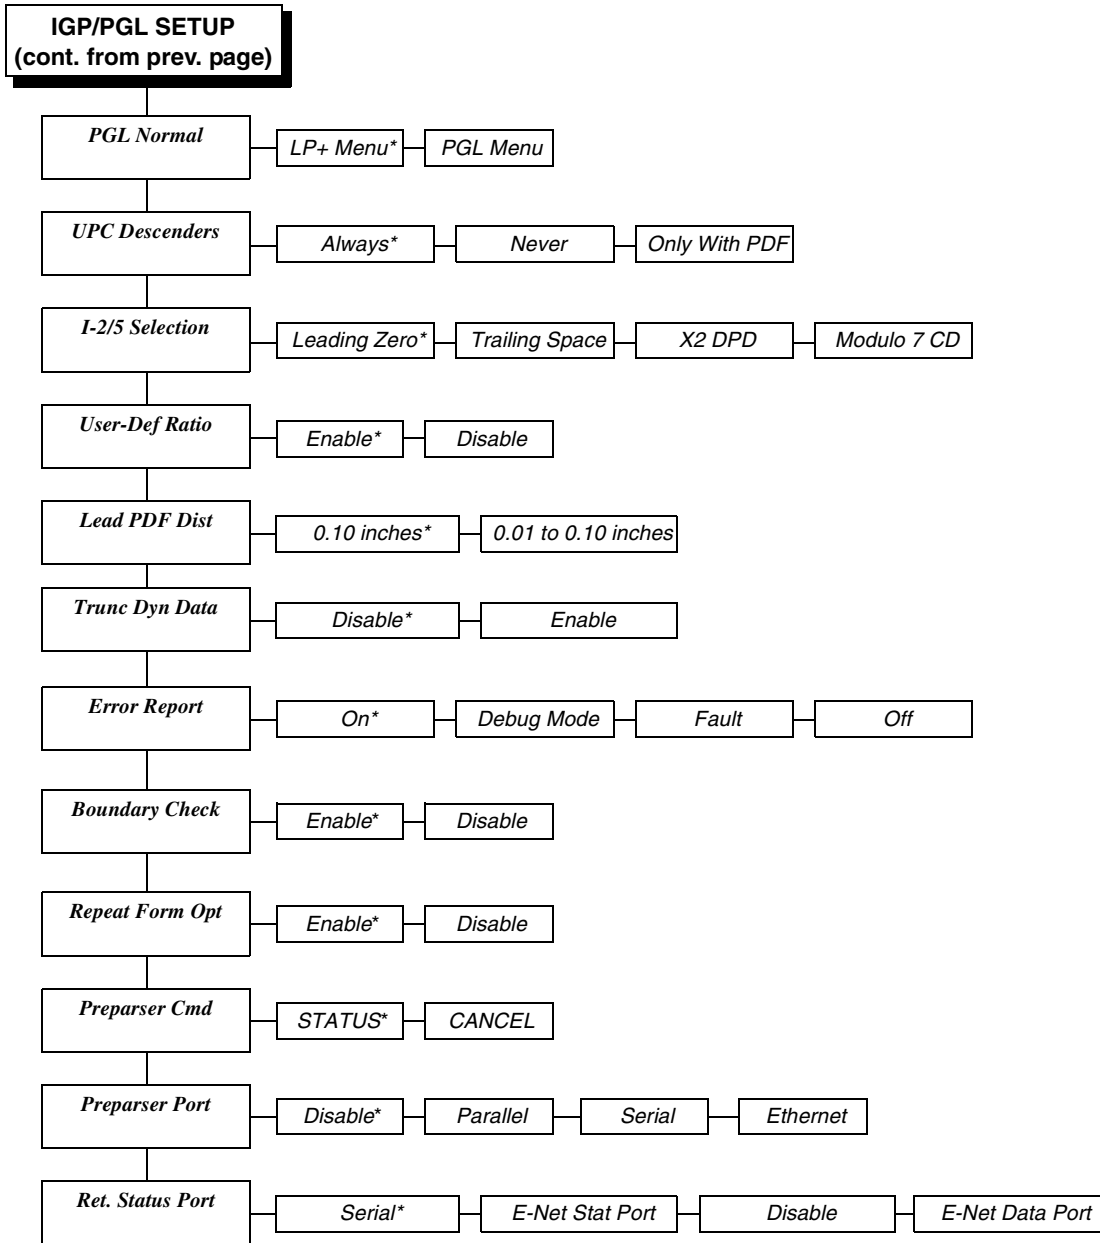 IGP/PGL SETUP
(cont. from prev. page)
PGL Normal
LP+ Menu* PGL Menu
UPC Descenders
Always* Never Only With PDF
I-2/5 Selection
Leading Zero* Trailing Space X2 DPD Modulo 7 CD
User-Def Ratio
Enable* Disable
Lead PDF Dist
0.10 inches* 0.01 to 0.10 inches
Trunc Dyn Data
Disable* Enable
Error Report
On* Debug Mode Fault Off
Boundary Check
Enable* Disable
Repeat Form Opt
Enable* Disable
Preparser Cmd
STATUS* CANCEL
Preparser Port
Disable* Parallel Serial Ethernet
Ret. Status Port
Serial* E-Net Stat Port Disable E-Net Data Port